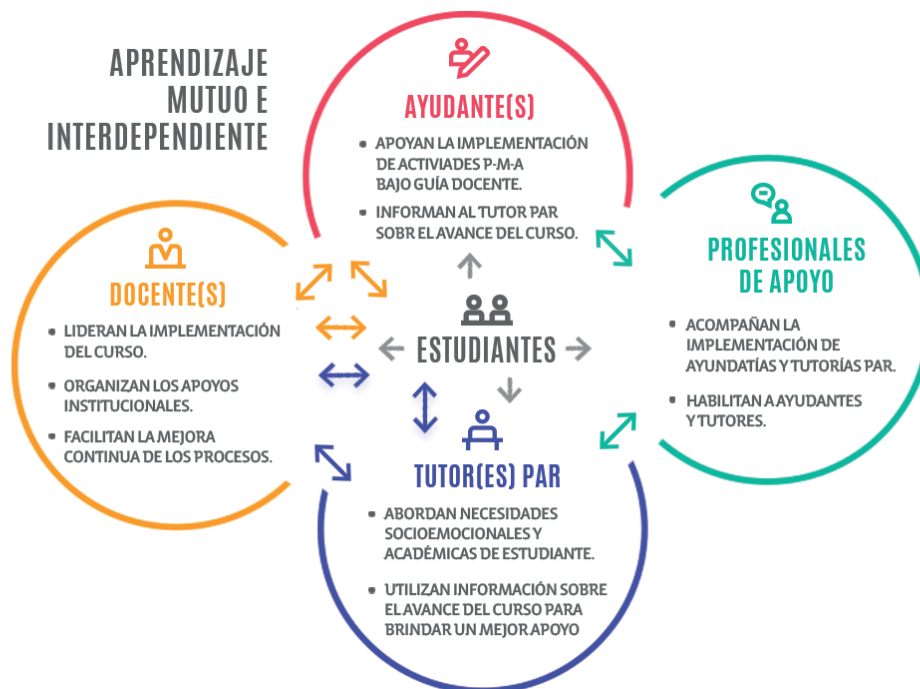 APRENDIZAJE
MUTUO E
INTERDEPENDIENTE
AYUDANTE(S)
• APOYAN LA IMPLEMENTACIÓN
DE ACTIVIADES P-M-A
BAJO GUÍA DOCENTE.
• INFORMAN AL TUTOR PAR
SOBR EL AVANCE DEL CURSO.
DOCENTE(S)
• LIDERAN LA IMPLEMENTACIÓN
DEL CURSO.
• ORGANIZAN LOS APOYOS
INSTITUCIONALES.
• FACILITAN LA MEJORA
CONTINUA DE LOS PROCESOS.
ESTUDIANTES
PROFESIONALES
DE APOYO
• ACOMPAÑAN LA
IMPLEMENTACIÓN DE
AYUNDATÍAS Y TUTORÍAS PAR.
• HABILITAN A AYUDANTES
Y TUTORES.
TUTOR(ES) PAR
• ABORDAN NECESIDADES
SOCIOEMOCIONALES Y
ACADÉMICAS DE ESTUDIANTE.
• UTILIZAN INFORMACIÓN SOBRE
EL AVANCE DEL CURSO PARA
BRINDAR UN MEJOR APOYO